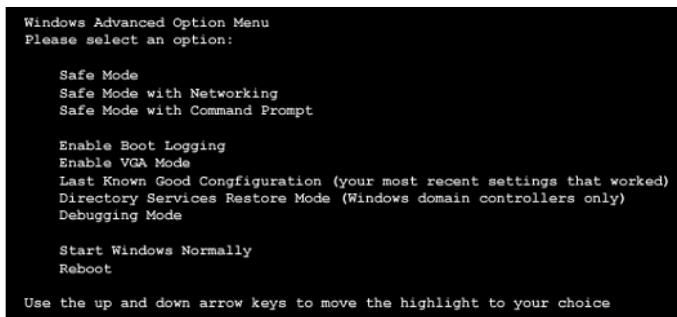 Windows Advanced Option Menu
Please select an option:
Safe Mode
Safe Mode with Networking
Safe Mode with Command Prompt
Enable Boot Logging
Enable VGA Mode
Last Known Good Congfiguration (your most recent settings that worked)
Directory Services Restore Mode (Windows domain controllers only)
Debugging Mode
Start Windows Normally
Reboot
Use the up and down arrow keys to move the highlight to your choice